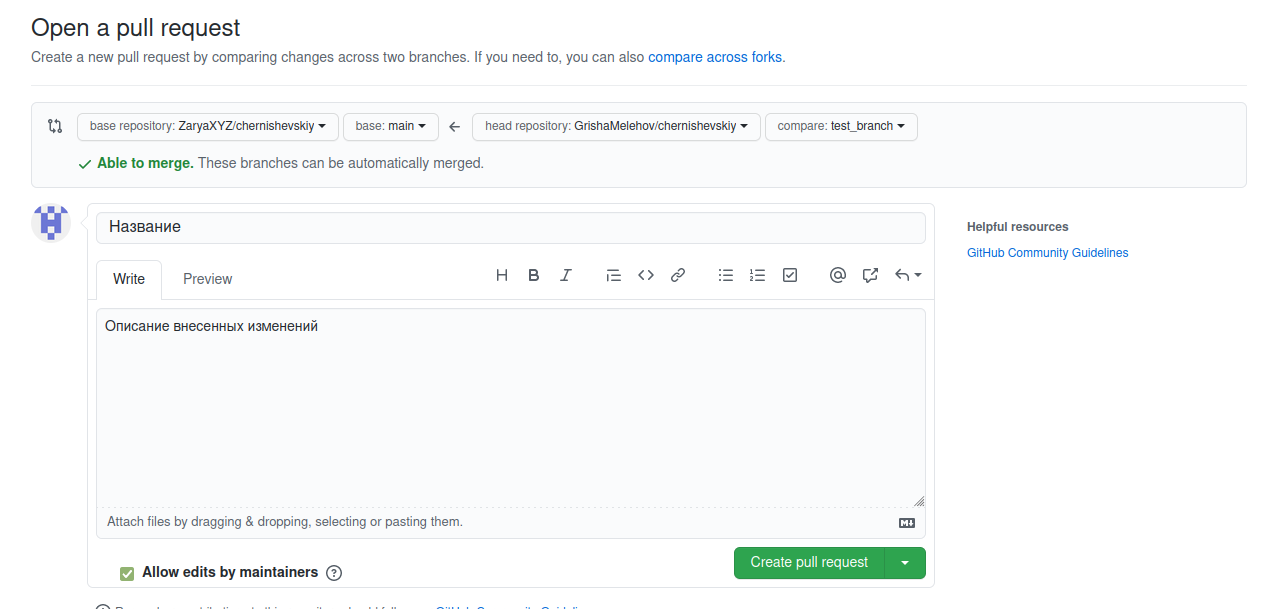 Open a pull request
Create a new pull request by comparing changes across two branches. If you need to, you can also compare across forks.
base repository: ZaryaXYZ/chernishevskiy base: main head repository: GrishaMelehov/chernishevskiy compare: test_branch
Able to merge. These branches can be automatically merged.
Название
Helpful resources
GitHub Community Guidelines
Write Preview
Описание внесенных изменений
Attach files by dragging & dropping, selecting or pasting them.
Allow edits by maintainers
Create pull request